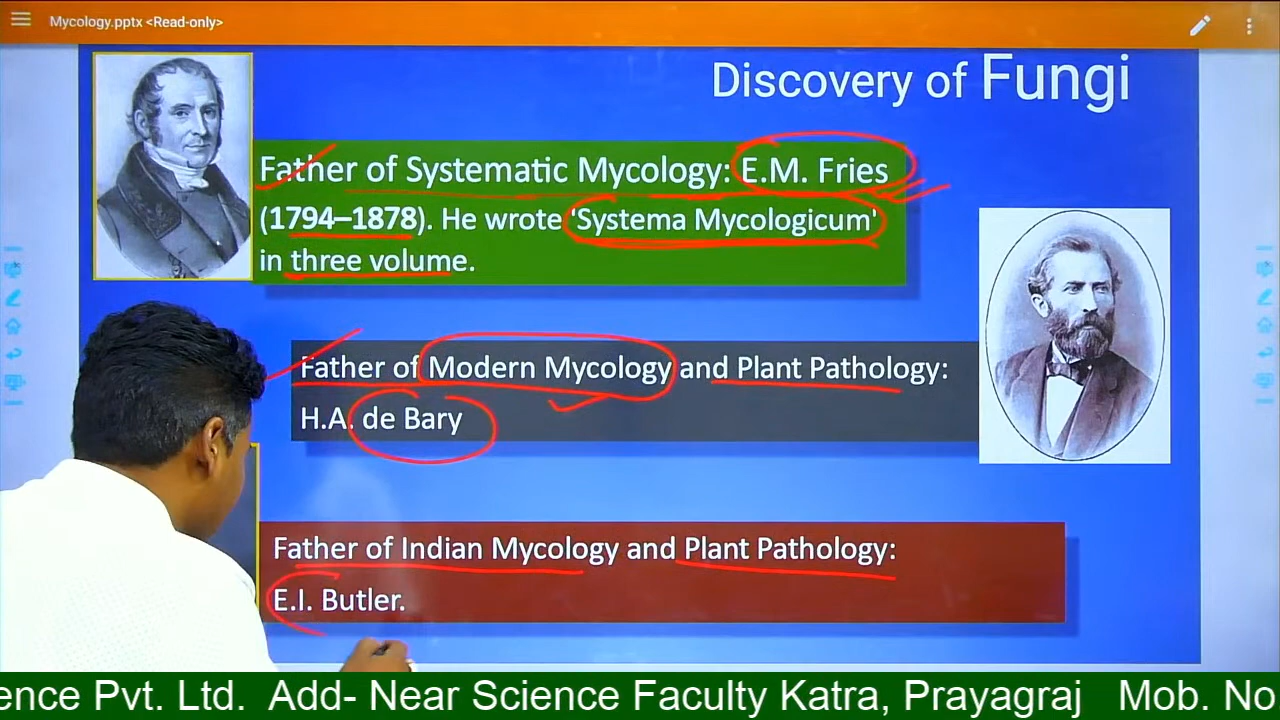 Mycology.pptx <Read-only>
Discovery of Fungi
Father of Systematic Mycology: E.M. Fries
(1794–1878). He wrote 'Systema Mycologicum'
in three volume.
Father of Modern Mycology and Plant Pathology:
H.A. de Bary
Father of Indian Mycology and Plant Pathology:
E.I. Butler.
ence Pvt. Ltd. Add- Near Science Faculty Katra, Prayagraj Mob. No.